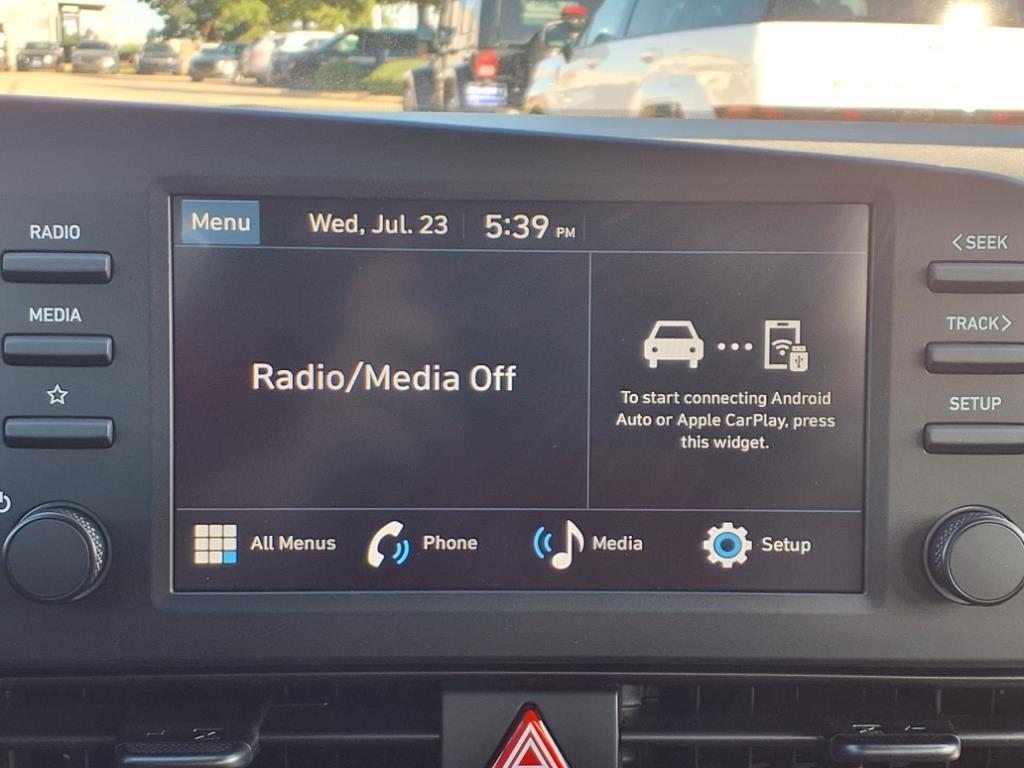 Menu
Wed, Jul. 23
5:39 PM
RADIO
MEDIA
<SEEK
TRACK>
SETUP
Radio/Media Off
To start connecting Android
Auto or Apple CarPlay, press
this widget.
All Menus
Phone
Media
Setup